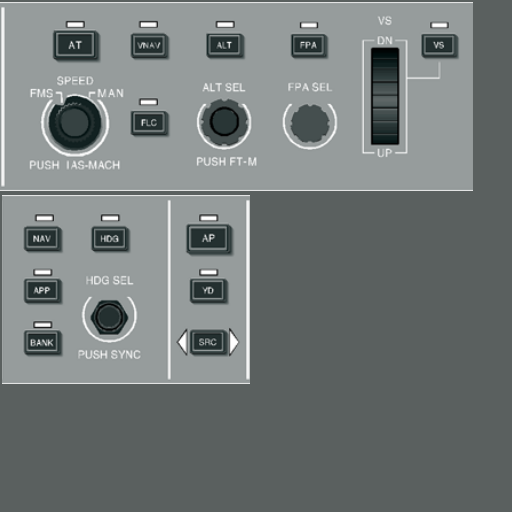 VS
AT
VNAV
ALT
FPA
DN
VS
SPEED
FMS MAN
ALT SEL
FPA SEL
FLC
UP
PUSH IAS-MACH
PUSH FT-M
NAV
HDG
AP
HDG SEL
APP
YD
BANK
SRC
PUSH SYNC